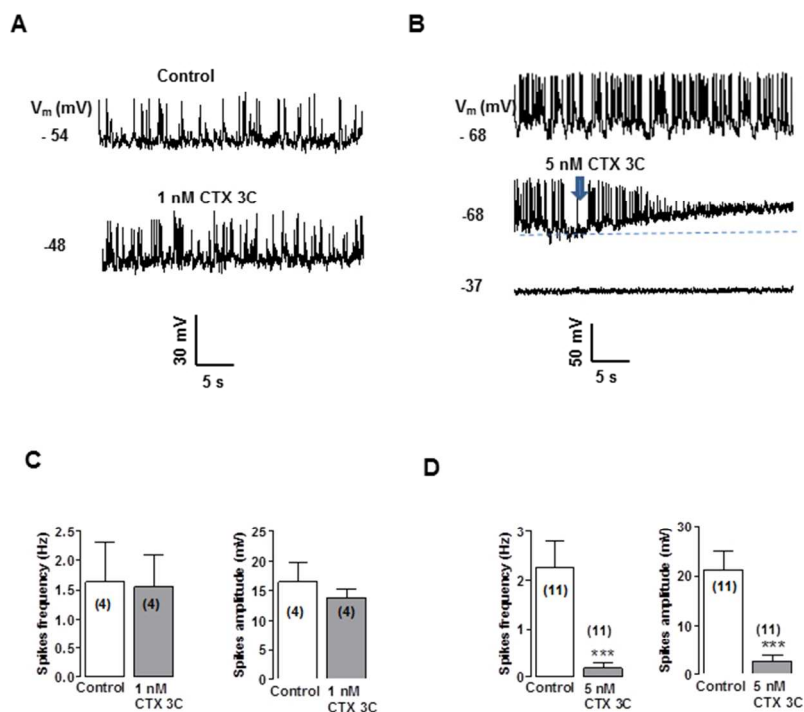 A
Control
Vm (mV)
- 54
1 nM CTX 3C
-48
30 mV
5 s
B
Vm (mV)
- 68
5 nM CTX 3C
-68
-37
50 mV
5 s
C
Spikes frequency (Hz)
2.5
2.0
1.5
1.0
0.5
0.0
(4)
(4)
Control
1 nM
CTX 3C
Spikes amplitude (mV)
25
20
15
10
5
0
(4)
(4)
Control
1 nM
CTX 3C
D
Spikes frequency (Hz)
3
2
1
0
(11)
(11)
***
Control
5 nM
CTX 3C
Spikes amplitude (mV)
30
20
10
0
(11)
(11)
***
Control
5 nM
CTX 3C